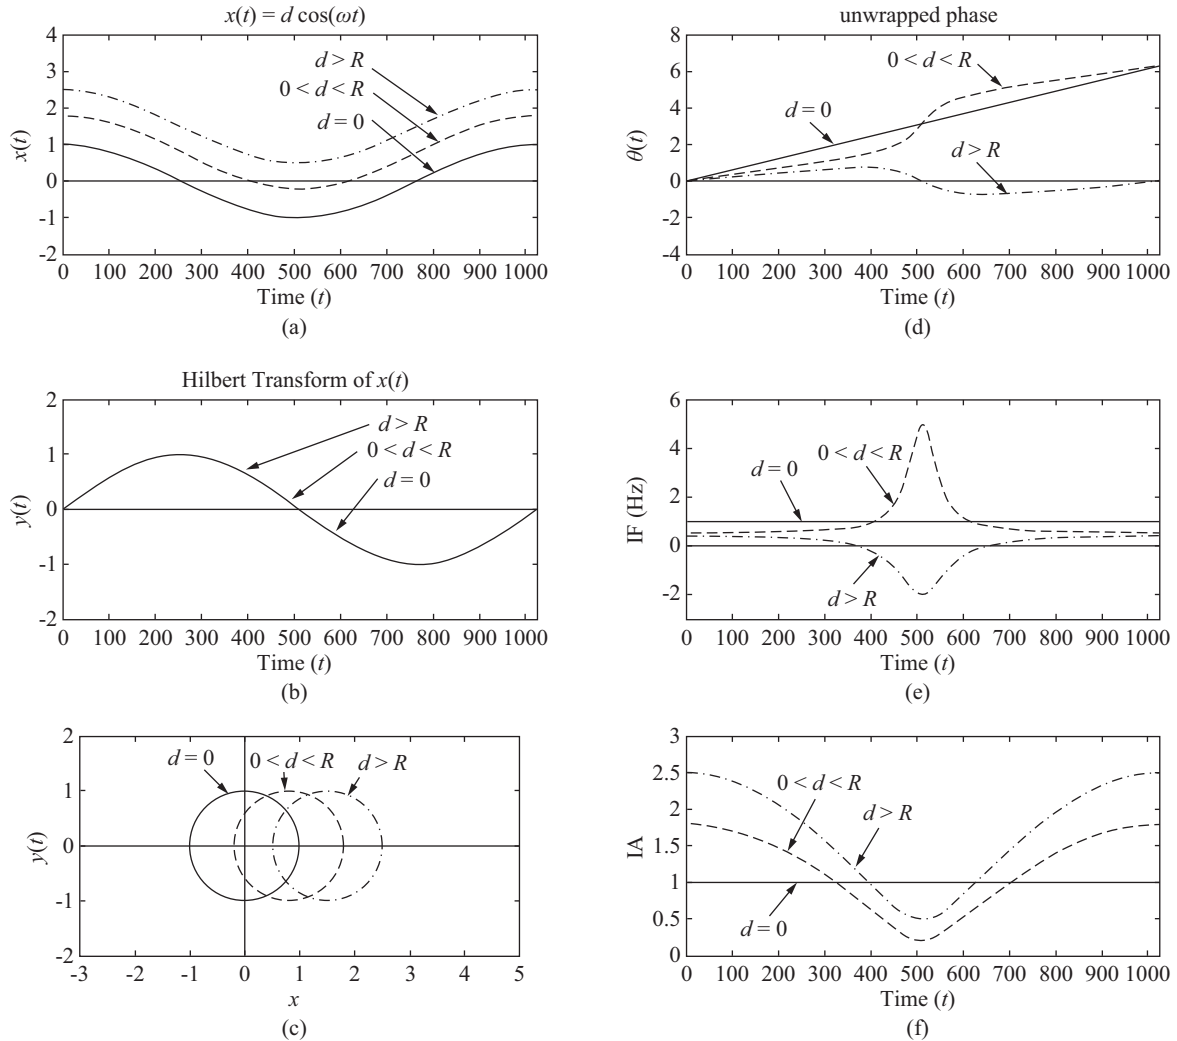 x(t) = d cos(ωt)
d > R
0 < d < R
d = 0
x(t)
4
3
2
1
0
-1
-2
0 100 200 300 400 500 600 700 800 900 1000
Time (t)
(a)
unwrapped phase
0 < d < R
d = 0
d > R
θ(t)
8
6
4
2
0
-2
-4
0 100 200 300 400 500 600 700 800 900 1000
Time (t)
(d)
Hilbert Transform of x(t)
d > R
0 < d < R
d = 0
y(t)
2
1
0
-1
-2
0 100 200 300 400 500 600 700 800 900 1000
Time (t)
(b)
0 < d < R
d = 0
d > R
IF (Hz)
6
4
2
0
-2
0 100 200 300 400 500 600 700 800 900 1000
Time (t)
(e)
d = 0
0 < d < R
d > R
y(t)
2
1
0
-1
-2
-3 -2 -1 0 1 2 3 4 5
x
(c)
0 < d < R
d > R
d = 0
IA
3
2.5
2
1.5
1
0.5
0
0 100 200 300 400 500 600 700 800 900 1000
Time (t)
(f)